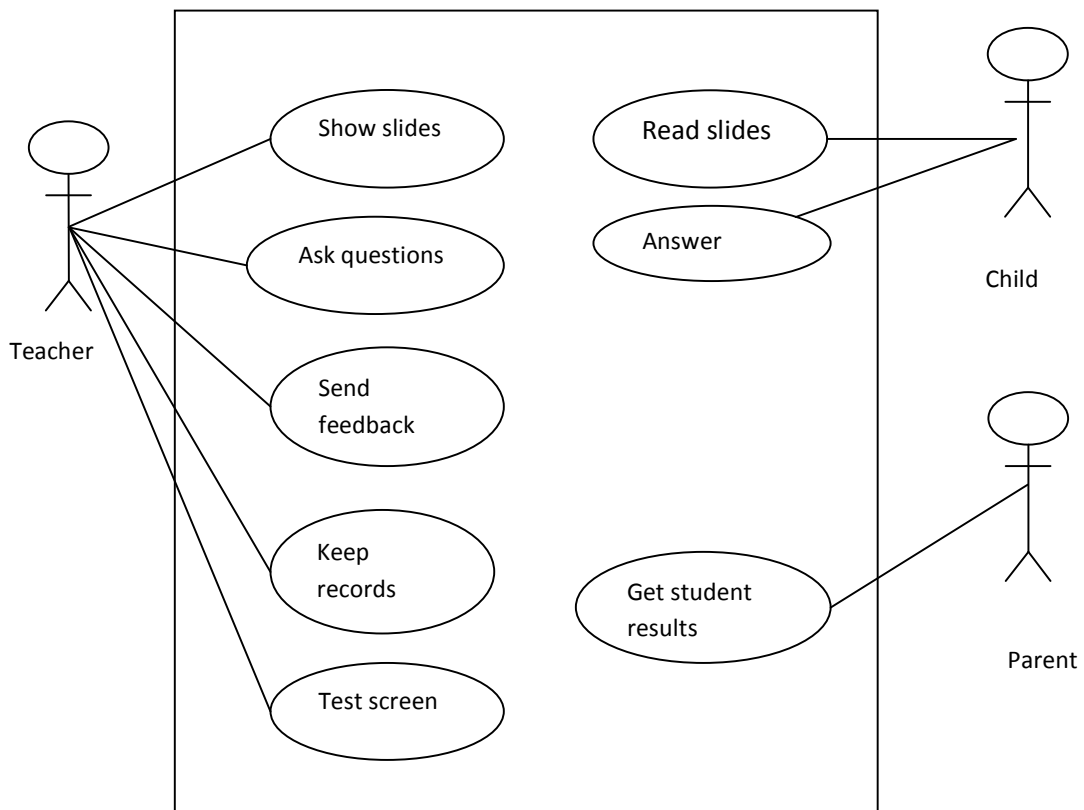 Show slides
Read slides
Ask questions
Answer
Child
Teacher
Send
feedback
Keep
records
Get student
results
Parent
Test screen